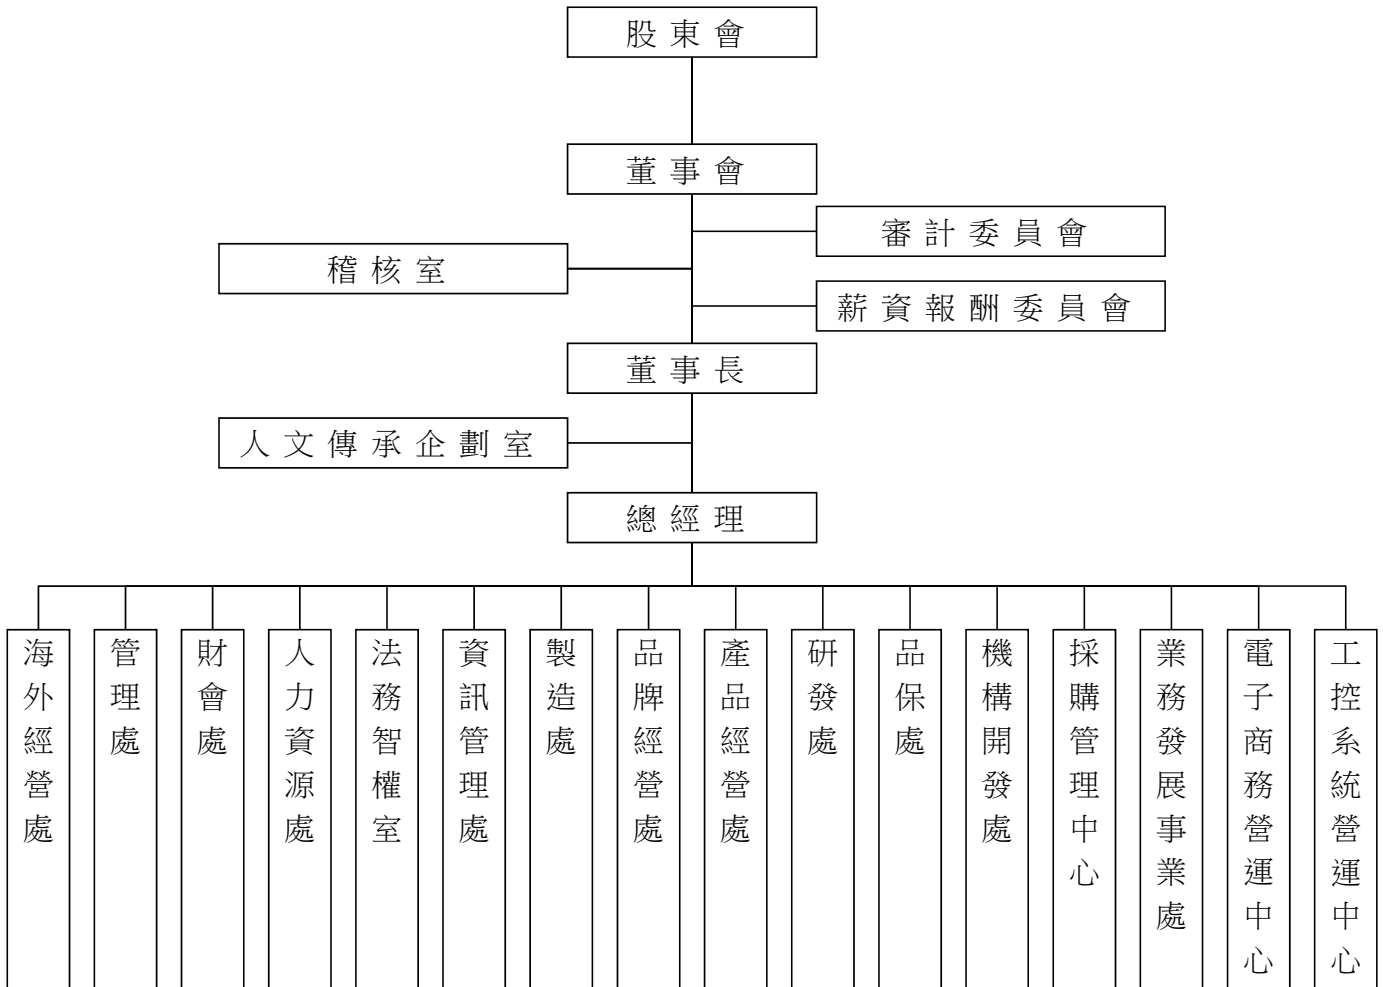 股東會
董事會
審計委員會
稽核室
薪資報酬委員會
董事長
人文傳承企劃室
總經理
海外經營處
管理處
財會處
人力資源處
法務智權室
資訊管理處
製造處
品牌經營處
產品經營處
研發處
品保處
機構開發處
採購管理中心
業務發展事業處
電子商務營運中心
工控系統營運中心